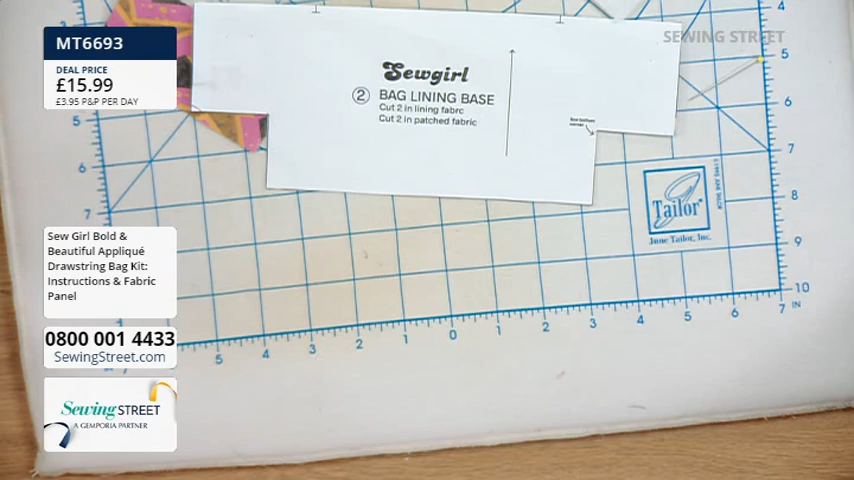 MT6693
DEAL PRICE
£15.99
£3.95 P&P PER DAY
SEWING STREET
Sewgirl
2 BAG LINING BASE
Cut 2 in lining fabrc
Cut 2 in patched fabric
4
5
6
7
8
9
10
IN
5
6
7
Tailor
June Tailor, Inc.
Sew Girl Bold &
Beautiful Appliqué
Drawstring Bag Kit:
Instructions & Fabric
Panel
0800 001 4433
SewingStreet.com
5 4 3 2 1 0 1 2 3 4 5 6 7
Sewing STREET
A GEMPORIA PARTNER